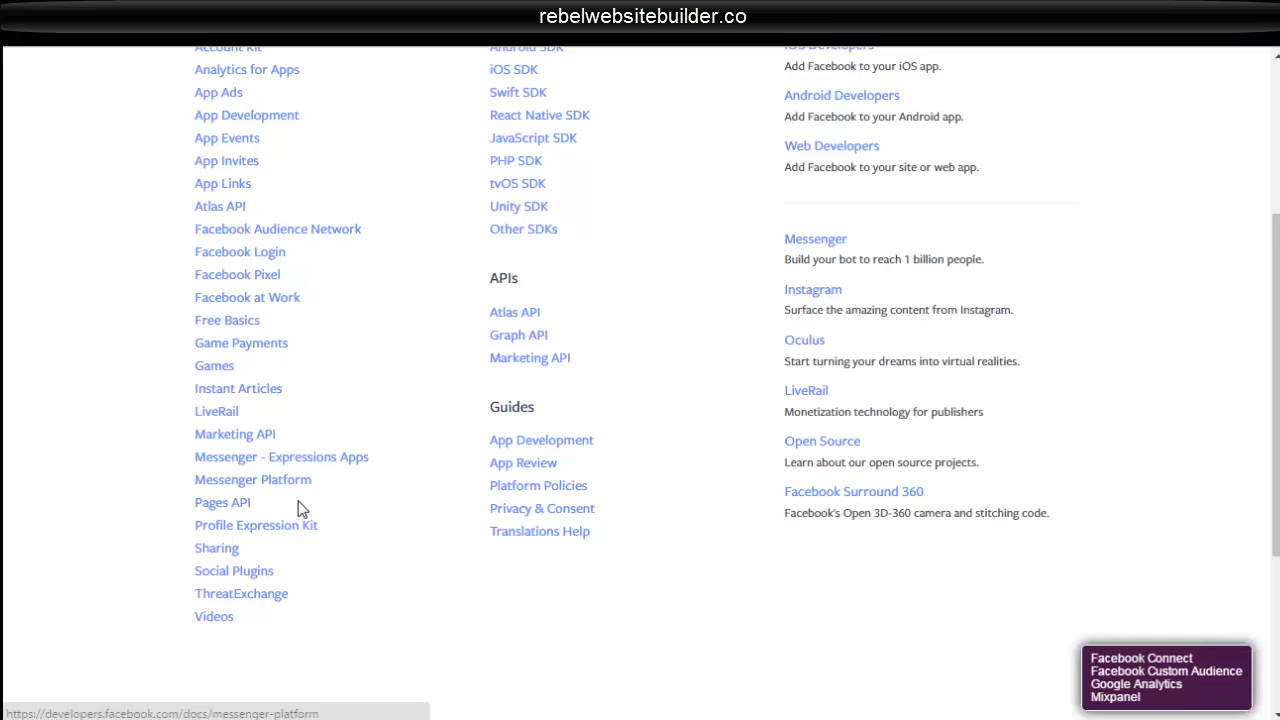 rebelwebsitebuilder.co
Account Kit
Analytics for Apps
App Ads
App Development
App Events
App Invites
App Links
Atlas API
Facebook Audience Network
Facebook Login
Facebook Pixel
Facebook at Work
Free Basics
Game Payments
Games
Instant Articles
LiveRail
Marketing API
Messenger - Expressions Apps
Messenger Platform
Pages API
Profile Expression Kit
Sharing
Social Plugins
ThreatExchange
Videos
Android SDK
iOS SDK
Swift SDK
React Native SDK
JavaScript SDK
PHP SDK
tvOS SDK
Unity SDK
Other SDKs
APIs
Atlas API
Graph API
Marketing API
Guides
App Development
App Review
Platform Policies
Privacy & Consent
Translations Help
iOS Developers
Add Facebook to your iOS app.
Android Developers
Add Facebook to your Android app.
Web Developers
Add Facebook to your site or web app.
Messenger
Build your bot to reach 1 billion people.
Instagram
Surface the amazing content from Instagram.
Oculus
Start turning your dreams into virtual realities.
LiveRail
Monetization technology for publishers
Open Source
Learn about our open source projects.
Facebook Surround 360
Facebook's Open 3D-360 camera and stitching code.
Facebook Connect
Facebook Custom Audience
Google Analytics
Mixpanel
https://developers.facebook.com/docs/messenger-platform